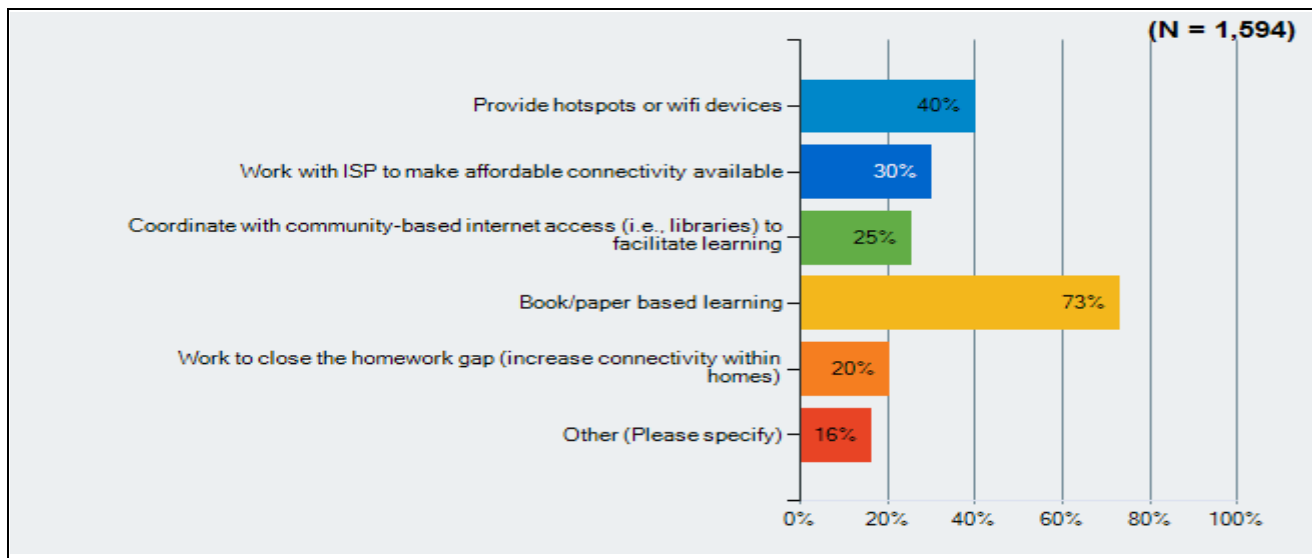 (N = 1,594)
Provide hotspots or wifi devices
40%
Work with ISP to make affordable connectivity available
30%
Coordinate with community-based internet access (i.e., libraries) to
facilitate learning
25%
Book/paper based learning
73%
Work to close the homework gap (increase connectivity within
homes)
20%
Other (Please specify)
16%
0% 20% 40% 60% 80% 100%